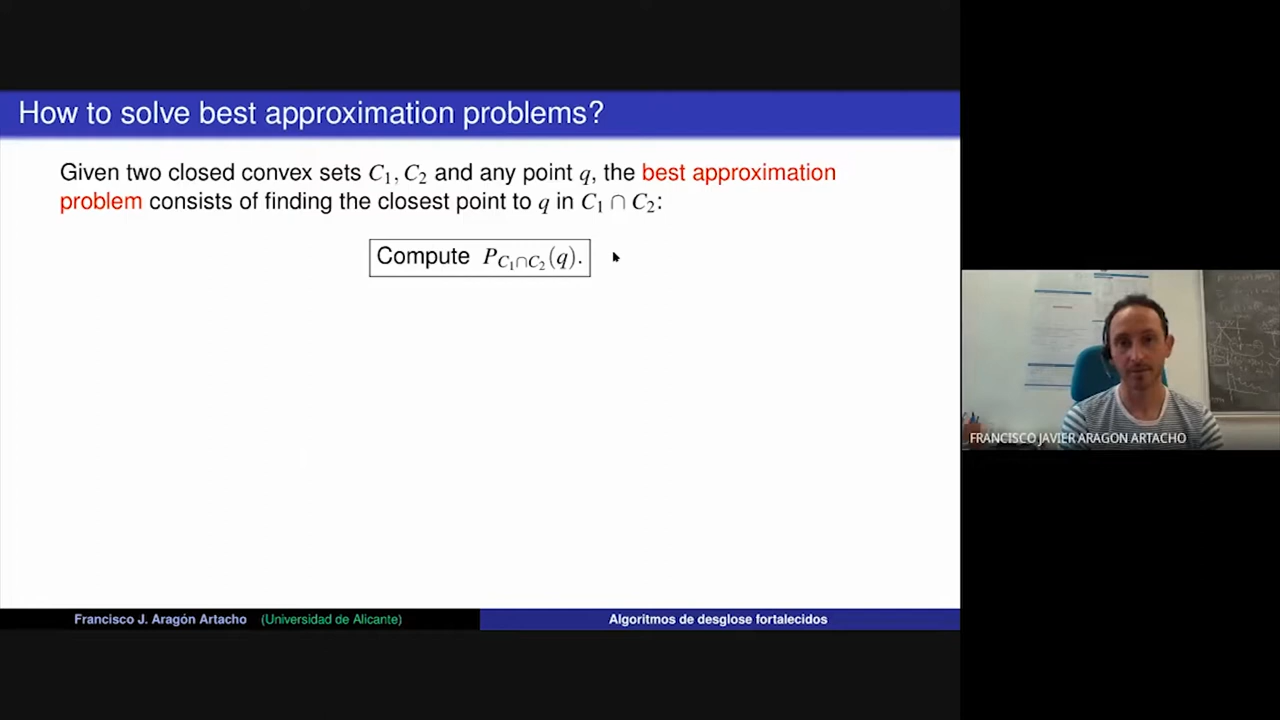 How to solve best approximation problems?
Given two closed convex sets C₁, C₂ and any point q, the best approximation
problem consists of finding the closest point to q in C₁ ∩ C₂:
Compute P_{C₁∩C₂}(q).
FRANCISCO JAVIER ARAGON ARTACHO
Francisco J. Aragón Artacho (Universidad de Alicante) Algoritmos de desglose fortalecidos